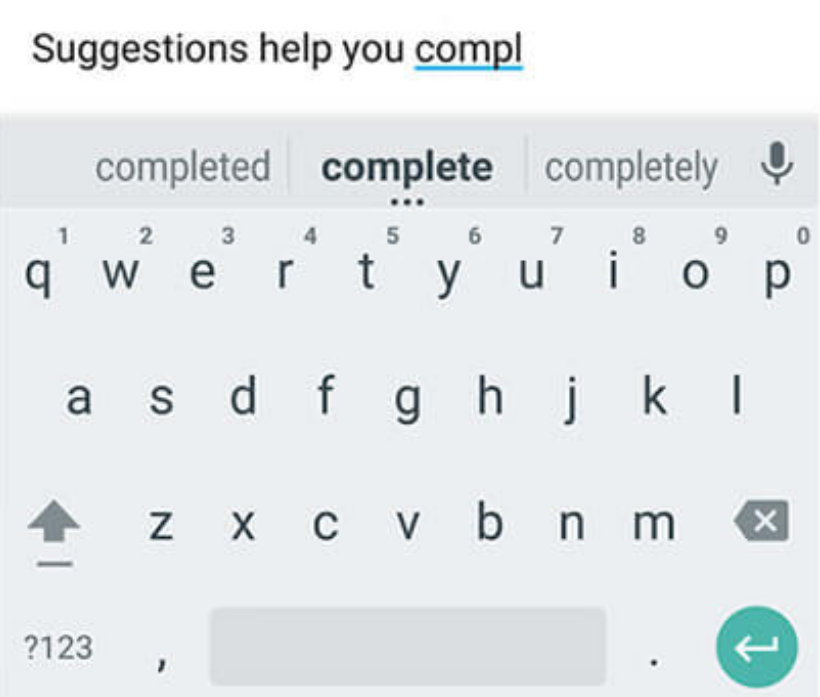 Suggestions help you compl
completed complete completely
1 2 3 4 5 6 7 8 9 0
q w e r t y u i o p
a s d f g h j k l
z x c v b n m
?123 , .